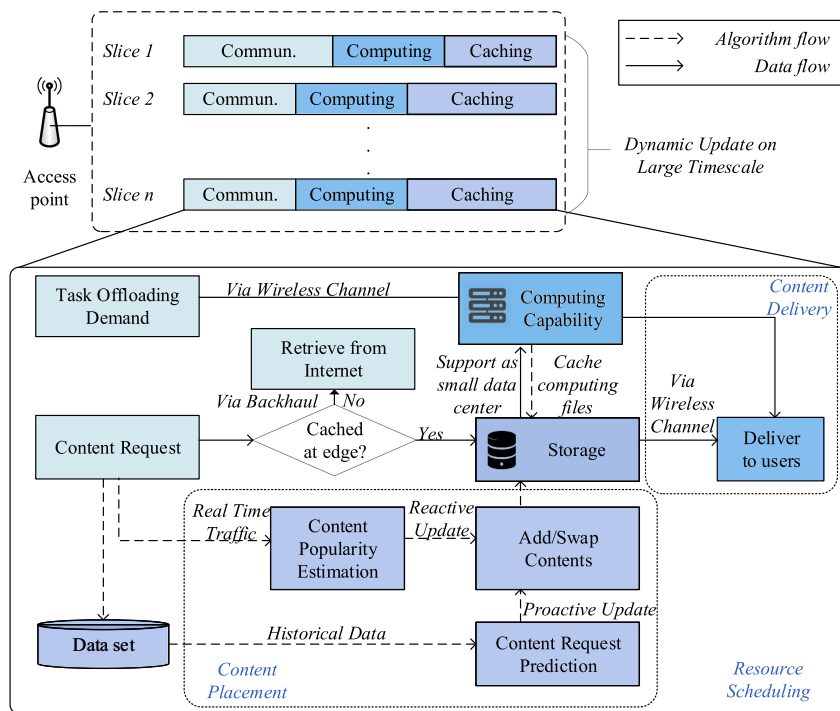 Slice 1
Commun.
Computing
Caching
Algorithm flow
Data flow
Slice 2
Commun.
Computing
Caching
Access
point
Dynamic Update on
Large Timescale
Slice n
Commun.
Computing
Caching
Task Offloading
Demand
Via Wireless Channel
Computing
Capability
Content
Delivery
Retrieve from
Internet
Support as
small data
center
Cache
computing
files
Via
Wireless
Channel
Via Backhaul
No
Content Request
Cached
at edge?
Yes
Storage
Deliver
to users
Real Time
Traffic
Content
Popularity
Estimation
Reactive
Update
Add/Swap
Contents
Proactive Update
Data set
Historical Data
Content Request
Prediction
Content
Placement
Resource
Scheduling